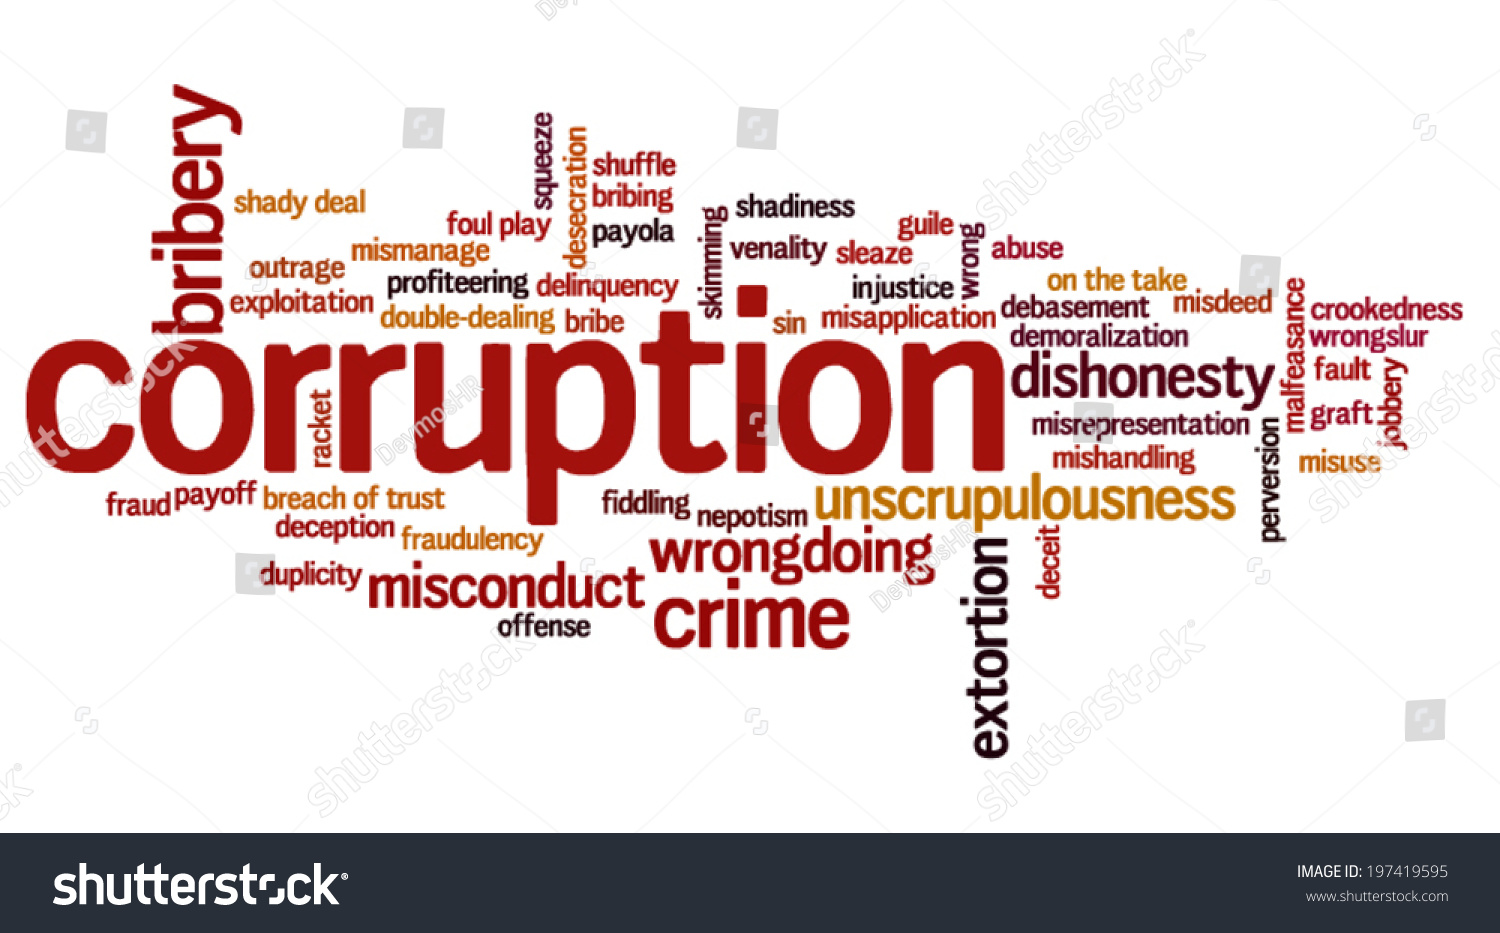 bribery
squeeze
desecration
shuffle
bribing
payola
shady deal
foul play
mismanage
outrage
profiteering
delinquency
exploitation
double-dealing
bribe
skimming
shadiness
venality
sleaze
guile
wrong
abuse
injustice
on the take
sin
misapplication
debasement
misdeed
demoralization
malfeasance
crookedness
wrongslur
fault
graft
jobbery
misuse
corruption
racket
dishonesty
misrepresentation
mishandling
perversion
fraud
payoff
breach of trust
deception
fraudulency
fiddling
nepotism
unscrupulousness
duplicity
misconduct
offense
wrongdoing
crime
extortion
deceit
shutterstock
DeymosHR
shutterstock
IMAGE ID: 197419595
www.shutterstock.com